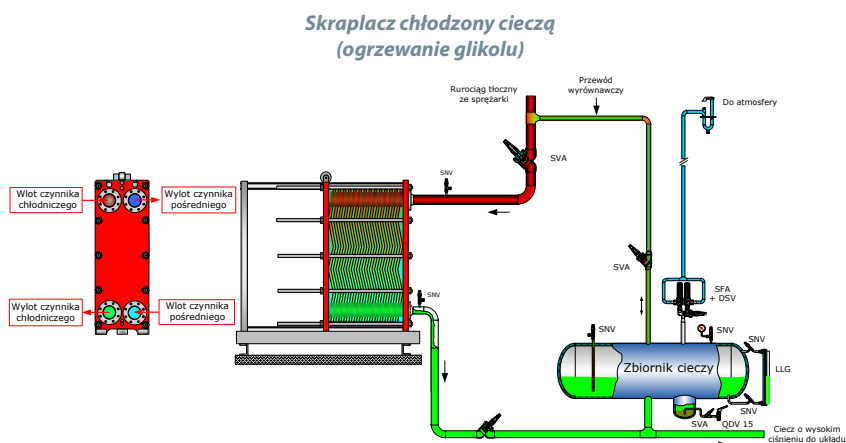 Skraplacz chłodzony cieczą
(ogrzewanie glikolu)
Rurociąg tłoczny
ze sprężarki
Przewód
wyrównawczy
Do atmosfery
SVA
SNV
Wlot czynnika
chłodniczego
Wylot czynnika
pośredniego
SVA
SFA
+ DSV
Wylot czynnika
chłodniczego
Wlot czynnika
pośredniego
SNV
SNV
SNV
Zbiornik cieczy
SNV
LLG
SNV
SVA
QDV 15
Ciecz o wysokim
ciśnieniu do układu